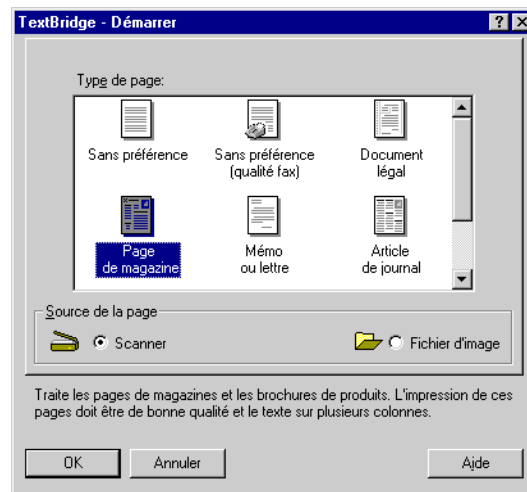 TextBridge - Démarrer
Type de page:
Sans préférence
Sans préférence
(qualité fax)
Document
légal
Page
de magazine
Mémo
ou lettre
Article
de journal
Source de la page
Scanner
Fichier d'image
Traite les pages de magazines et les brochures de produits. L'impression de ces
pages doit être de bonne qualité et le texte sur plusieurs colonnes.
OK
Annuler
Aide